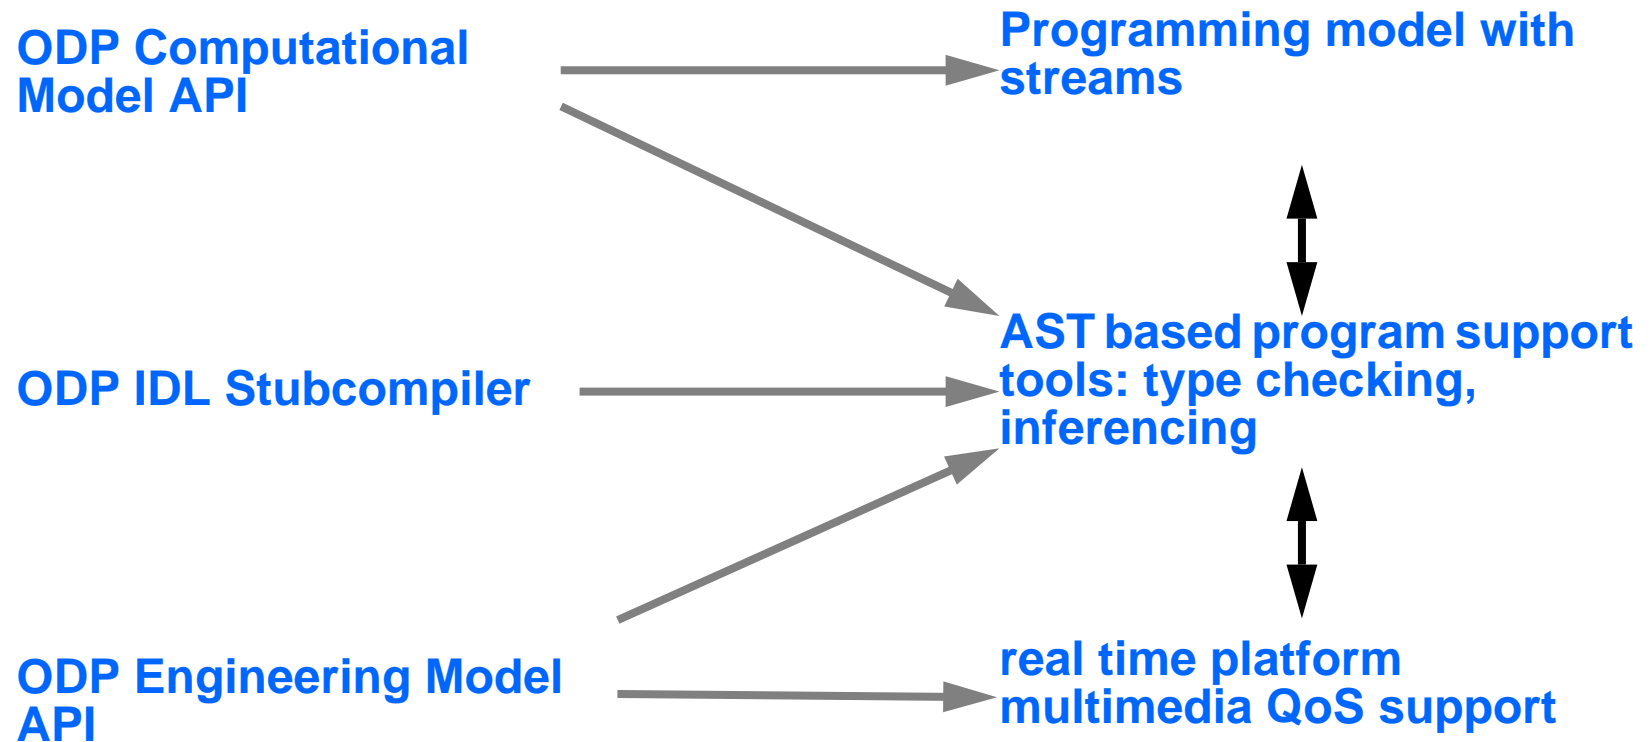 ODP Computational
Model API
Programming model with
streams
ODP IDL Stubcompiler
AST based program support
tools: type checking,
inferencing
ODP Engineering Model
API
real time platform
multimedia QoS support